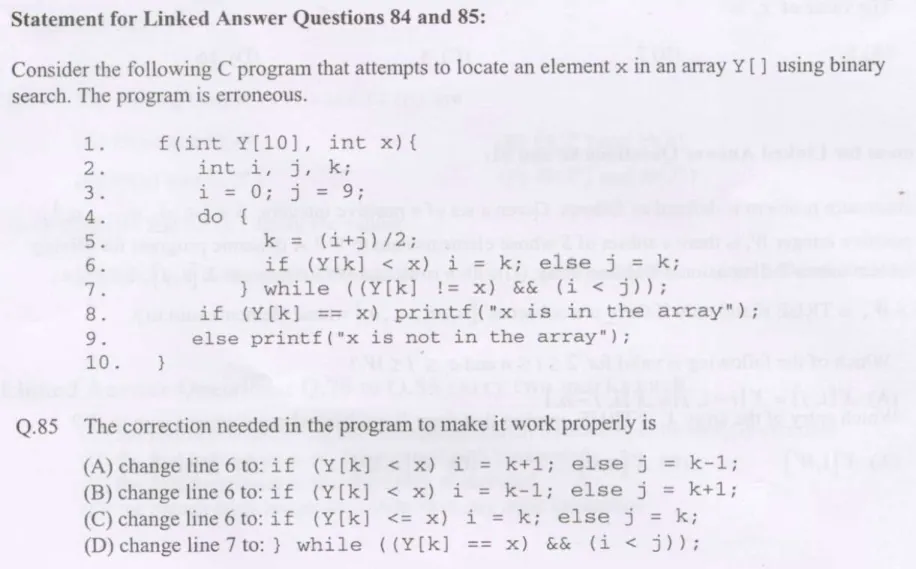 Statement for Linked Answer Questions 84 and 85:
Consider the following C program that attempts to locate an element x in an array Y[] using binary
search. The program is erroneous.
1. f(int Y[10], int x){
2. int i, j, k;
3. i = 0; j = 9;
4. do {
5. k = (i+j)/2;
6. if (Y[k] < x) i = k; else j = k;
7. } while ((Y[k] != x) && (i < j));
8. if (Y[k] == x) printf("x is in the array");
9. else printf("x is not in the array");
10. }
Q.85 The correction needed in the program to make it work properly is
(A) change line 6 to: if (Y[k] < x) i = k+1; else j = k-1;
(B) change line 6 to: if (Y[k] < x) i = k-1; else j = k+1;
(C) change line 6 to: if (Y[k] <= x) i = k; else j = k;
(D) change line 7 to: } while ((Y[k] == x) && (i < j));